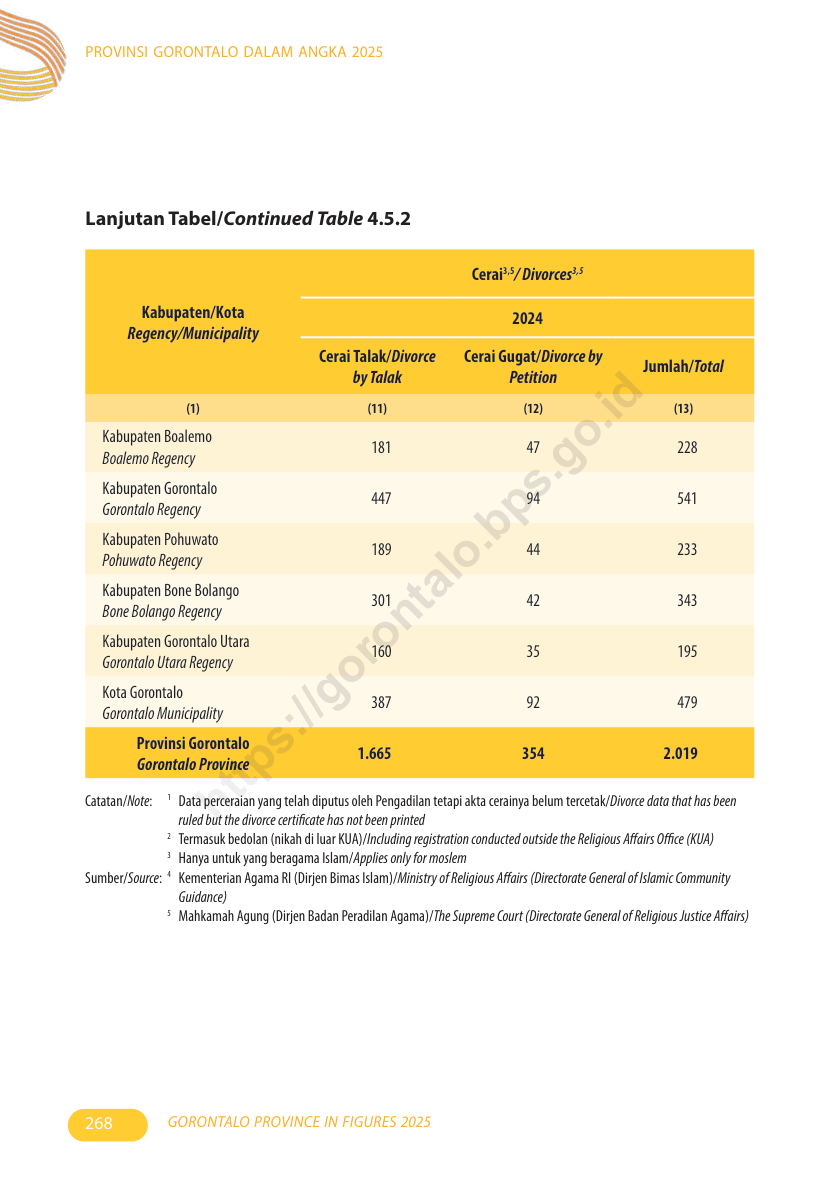 PROVINSI GORONTALO DALAM ANGKA 2025
Lanjutan Tabel/Continued Table 4.5.2
Kabupaten/Kota
Regency/Municipality
Cerai3,5/Divorces3,5
2024
Cerai Talak/Divorce
by Talak
Cerai Gugat/Divorce by
Petition
Jumlah/Total
(1) (11) (12) (13)
Kabupaten Boalemo
Boalemo Regency
181 47 228
Kabupaten Gorontalo
Gorontalo Regency
447 94 541
Kabupaten Pohuwato
Pohuwato Regency
189 44 233
Kabupaten Bone Bolango
Bone Bolango Regency
301 42 343
Kabupaten Gorontalo Utara
Gorontalo Utara Regency
160 35 195
Kota Gorontalo
Gorontalo Municipality
387 92 479
Provinsi Gorontalo
Gorontalo Province
1.665 354 2.019
https://gorontalo.bps.go.id
Catatan/Note: 1 Data perceraian yang telah diputus oleh Pengadilan tetapi akta cerainya belum tercetak/Divorce data that has been
ruled but the divorce certificate has not been printed
2 Termasuk bedolan (nikah di luar KUA)/Including registration conducted outside the Religious Affairs Office (KUA)
3 Hanya untuk yang beragama Islam/Applies only for moslem
Sumber/Source: 4 Kementerian Agama RI (Dirjen Bimas Islam)/Ministry of Religious Affairs (Directorate General of Islamic Community
Guidance)
5 Mahkamah Agung (Dirjen Badan Peradilan Agama)/The Supreme Court (Directorate General of Religious Justice Affairs)
268 GORONTALO PROVINCE IN FIGURES 2025